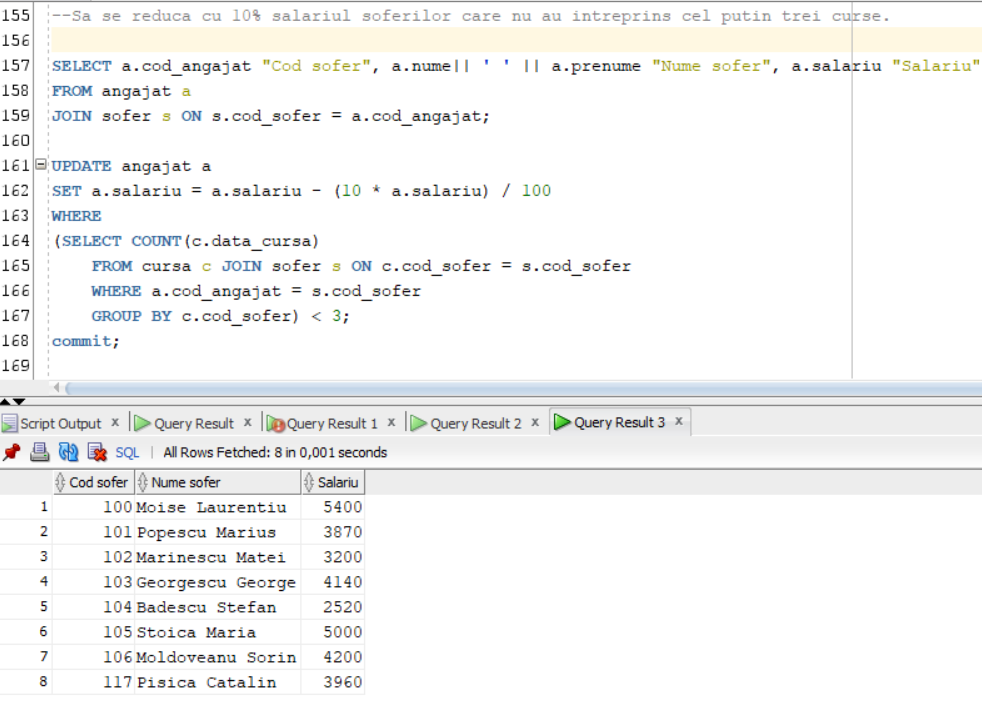 155 --Sa se reduca cu 10% salariul soferilor care nu au intreprins cel putin trei curse.
156
157 SELECT a.cod_angajat "Cod sofer", a.nume|| ' ' || a.prenume "Nume sofer", a.salariu "Salariu"
158 FROM angajat a
159 JOIN sofer s ON s.cod_sofer = a.cod_angajat;
160
161 UPDATE angajat a
162 SET a.salariu = a.salariu - (10 * a.salariu) / 100
163 WHERE
164 (SELECT COUNT(c.data_cursa)
165 FROM cursa c JOIN sofer s ON c.cod_sofer = s.cod_sofer
166 WHERE a.cod_angajat = s.cod_sofer
167 GROUP BY c.cod_sofer) < 3;
168 commit;
169
Script Output x Query Result x Query Result 1 x Query Result 2 x Query Result 3 x
SQL | All Rows Fetched: 8 in 0,001 seconds
Cod sofer Nume sofer Salariu
1 100 Moise Laurentiu 5400
2 101 Popescu Marius 3870
3 102 Marinescu Matei 3200
4 103 Georgescu George 4140
5 104 Badescu Stefan 2520
6 105 Stoica Maria 5000
7 106 Moldoveanu Sorin 4200
8 117 Pisica Catalin 3960